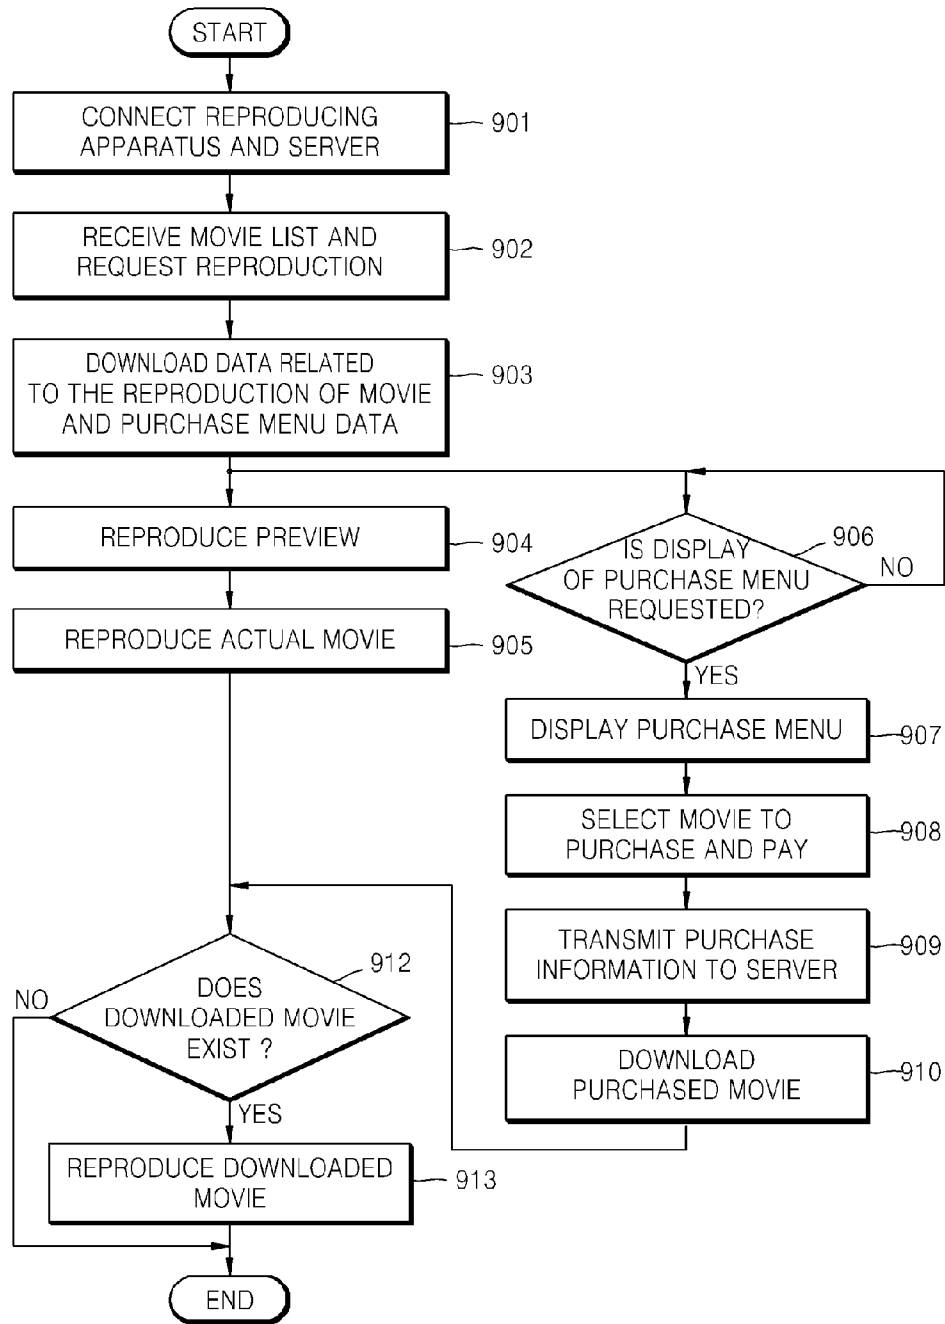 START
CONNECT REPRODUCING
APPARATUS AND SERVER
901
RECEIVE MOVIE LIST AND
REQUEST REPRODUCTION
902
DOWNLOAD DATA RELATED
TO THE REPRODUCTION OF MOVIE
AND PURCHASE MENU DATA
903
REPRODUCE PREVIEW
904
REPRODUCE ACTUAL MOVIE
905
IS DISPLAY
OF PURCHASE MENU
REQUESTED?
906
NO
YES
DISPLAY PURCHASE MENU
907
SELECT MOVIE TO
PURCHASE AND PAY
908
TRANSMIT PURCHASE
INFORMATION TO SERVER
909
DOWNLOAD
PURCHASED MOVIE
910
DOES
DOWNLOADED MOVIE
EXIST ?
912
NO
YES
REPRODUCE DOWNLOADED
MOVIE
913
END